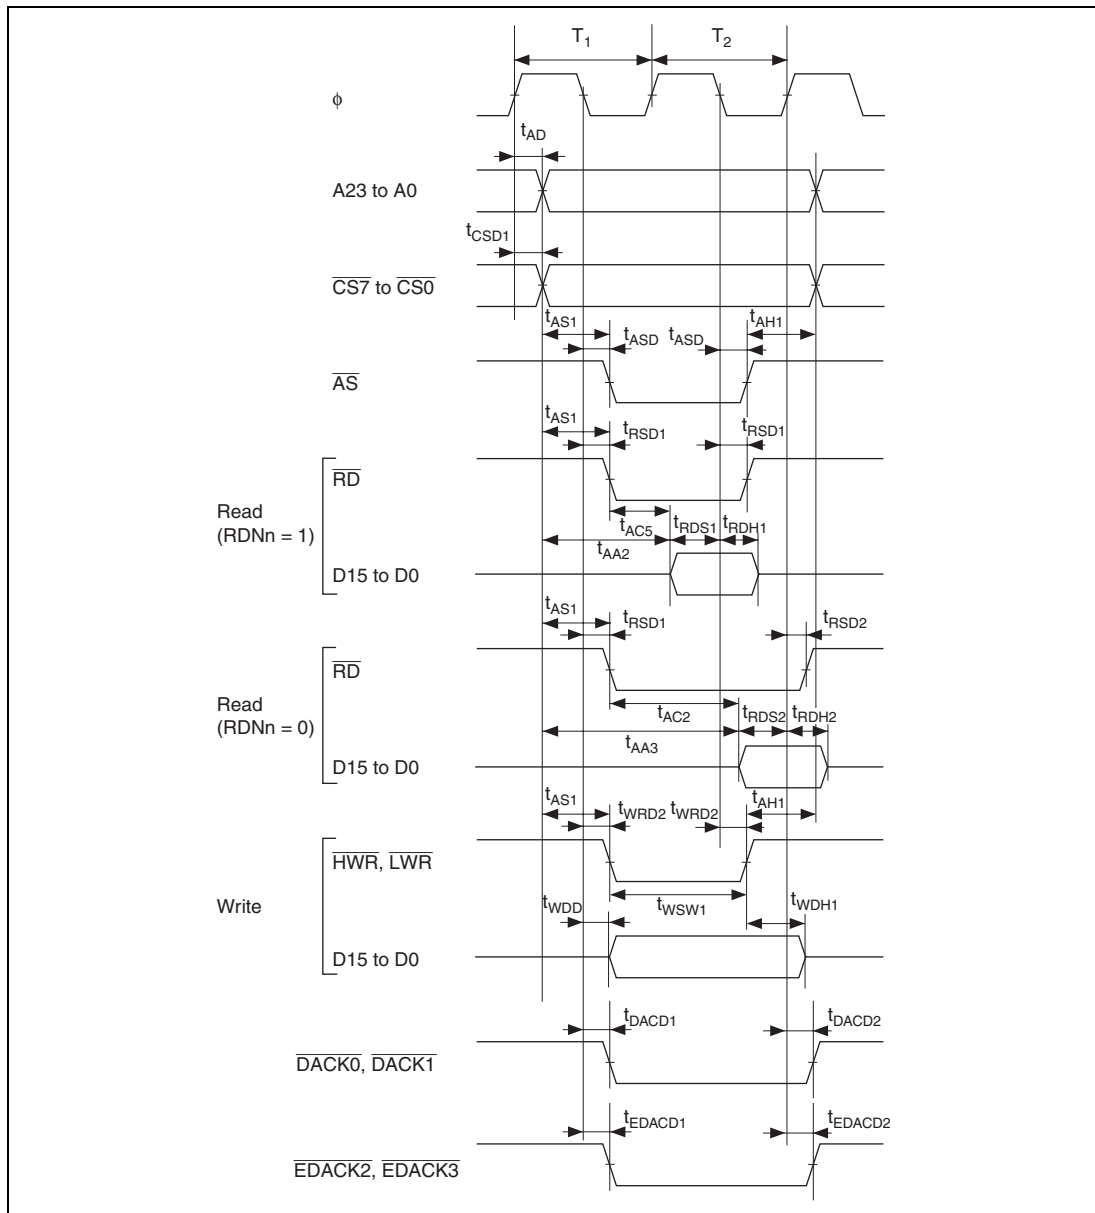 T1 T2
ϕ
tAD
A23 to A0
tCSD1
CS7 to CS0
tAS1 tASD tASD tAH1
AS
tAS1 tRSD1 tRSD1
RD
Read
(RDNn = 1)
tAC5 tRDS1 tRDH1
tAA2
D15 to D0
tAS1 tRSD1 tRSD2
RD
Read
(RDNn = 0)
tAC2 tRDS2 tRDH2
tAA3
D15 to D0
tAS1 tWRD2 tWRD2 tAH1
HWR, LWR
Write
tWDD tWSW1 tWDH1
D15 to D0
tDACD1 tDACD2
DACK0, DACK1
tEDACD1 tEDACD2
EDACK2, EDACK3